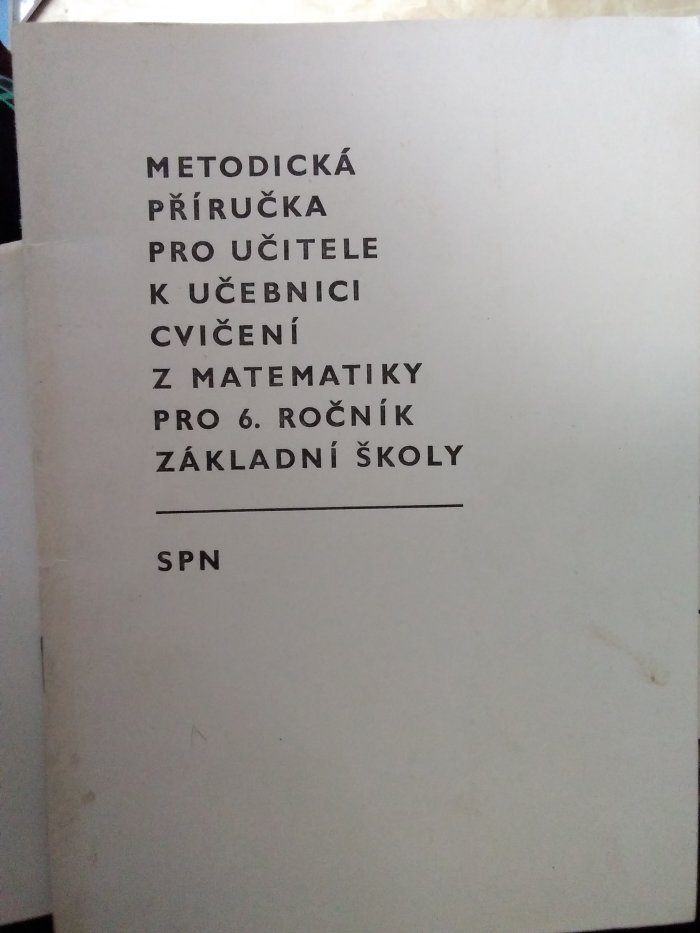 METODICKÁ
PŘÍRUČKA
PRO UČITELE
K UČEBNICI
CVIČENÍ
Z MATEMATIKY
PRO 6. ROČNÍK
ZÁKLADNÍ ŠKOLY
SPN